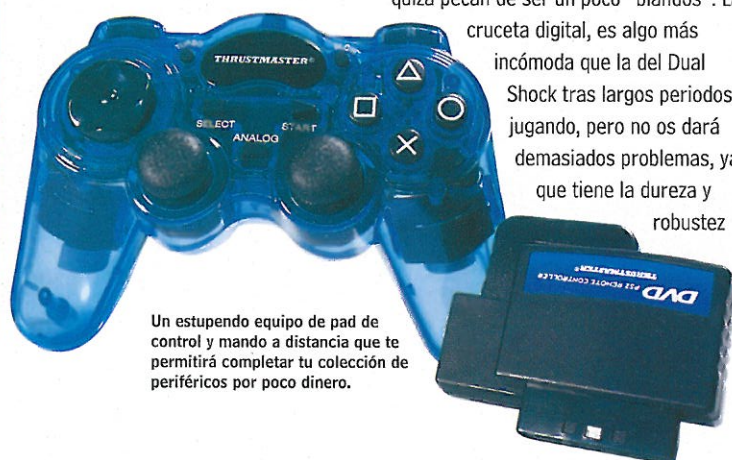 quizá pecan de ser un poco "blandos".
cruceta digital, es algo más
incómoda que la del Dual
Shock tras largos periodos
jugando, pero no os dará
demasiados problemas, ya
que tiene la dureza y
robustez
THRUSTMASTER®
SELECT
START
ANALOG
Un estupendo equipo de pad de
control y mando a distancia que te
permitirá completar tu colección de
periféricos por poco dinero.
DVD
PS2 REMOTE CONTROLLER
THRUSTMASTER®